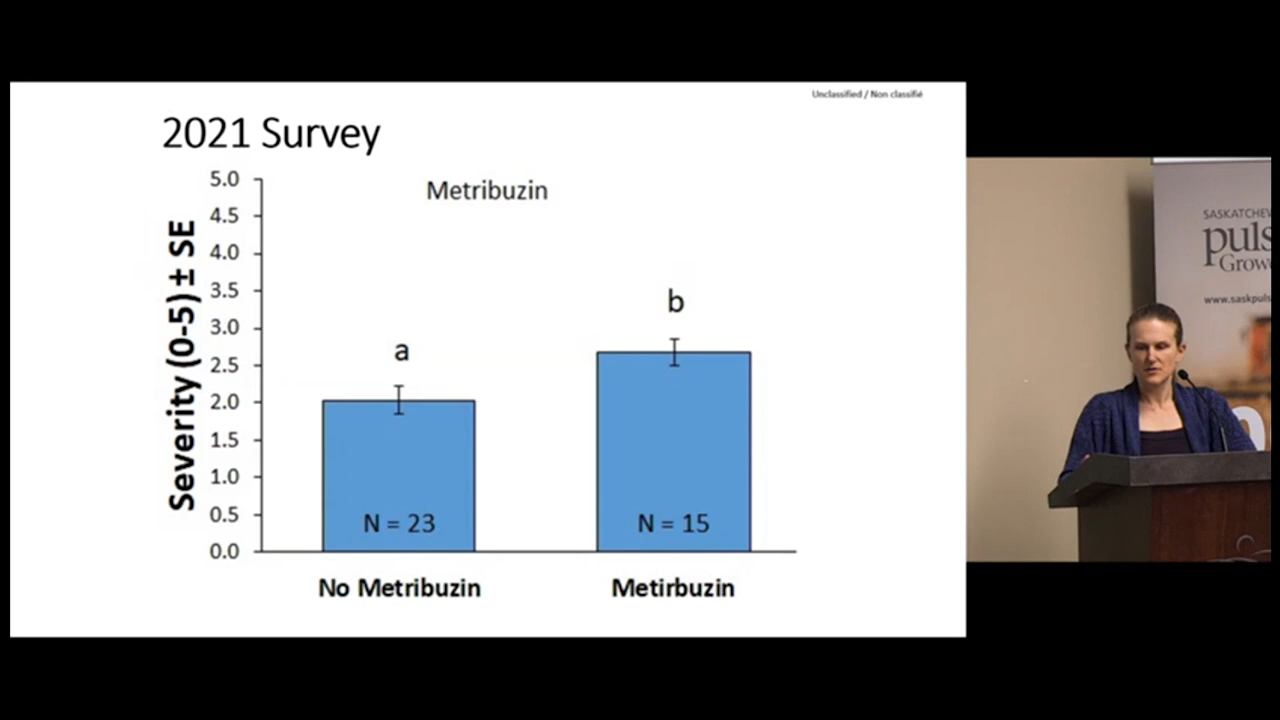 Unclassified / Non classifié
2021 Survey
Metribuzin
Severity (0-5) ± SE
5.0
4.5
4.0
3.5
3.0
2.5
2.0
1.5
1.0
0.5
0.0
a
b
N = 23
N = 15
No Metribuzin
Metirbuzin
SASKATCHEW
puls
Grow
www.saskpuls